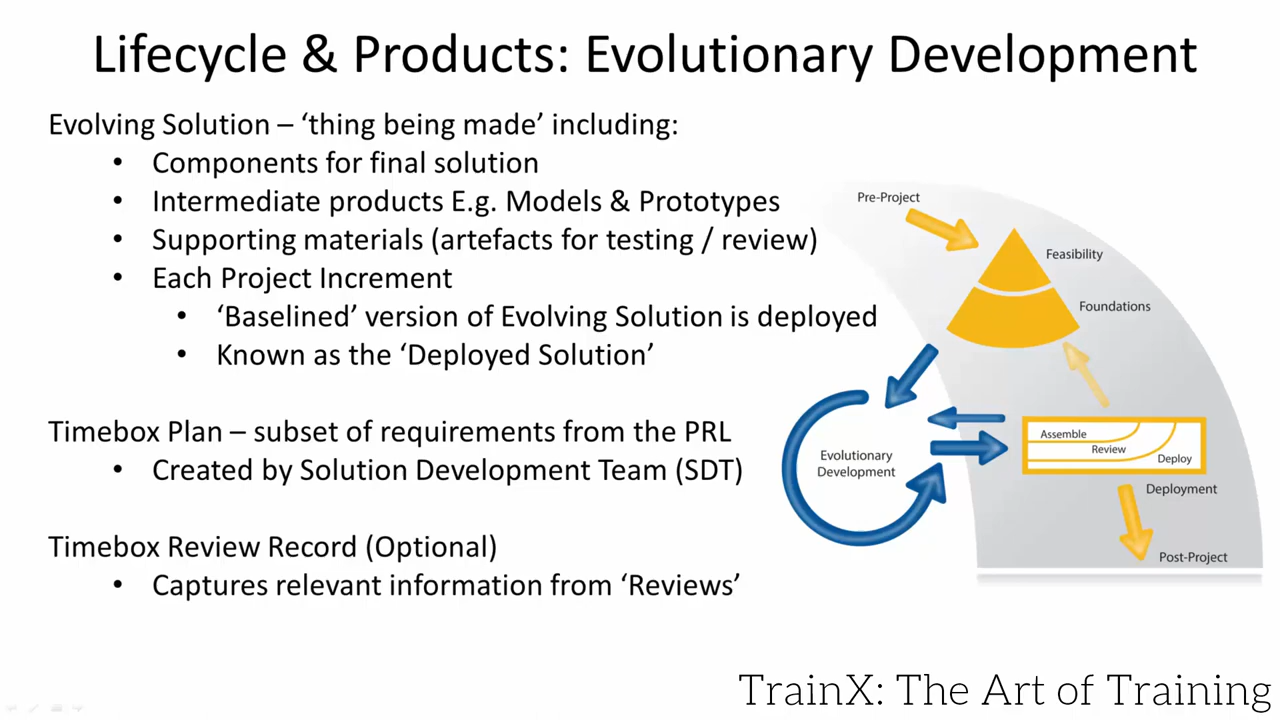 Lifecycle & Products: Evolutionary Development
Evolving Solution – ‘thing being made’ including:
• Components for final solution
• Intermediate products E.g. Models & Prototypes
• Supporting materials (artefacts for testing / review)
• Each Project Increment
• ‘Baselined’ version of Evolving Solution is deployed
• Known as the ‘Deployed Solution’
Timebox Plan – subset of requirements from the PRL
• Created by Solution Development Team (SDT)
Timebox Review Record (Optional)
• Captures relevant information from ‘Reviews’
Pre-Project
Feasibility
Foundations
Evolutionary
Development
Assemble
Review
Deploy
Deployment
Post-Project
TrainX: The Art of Training